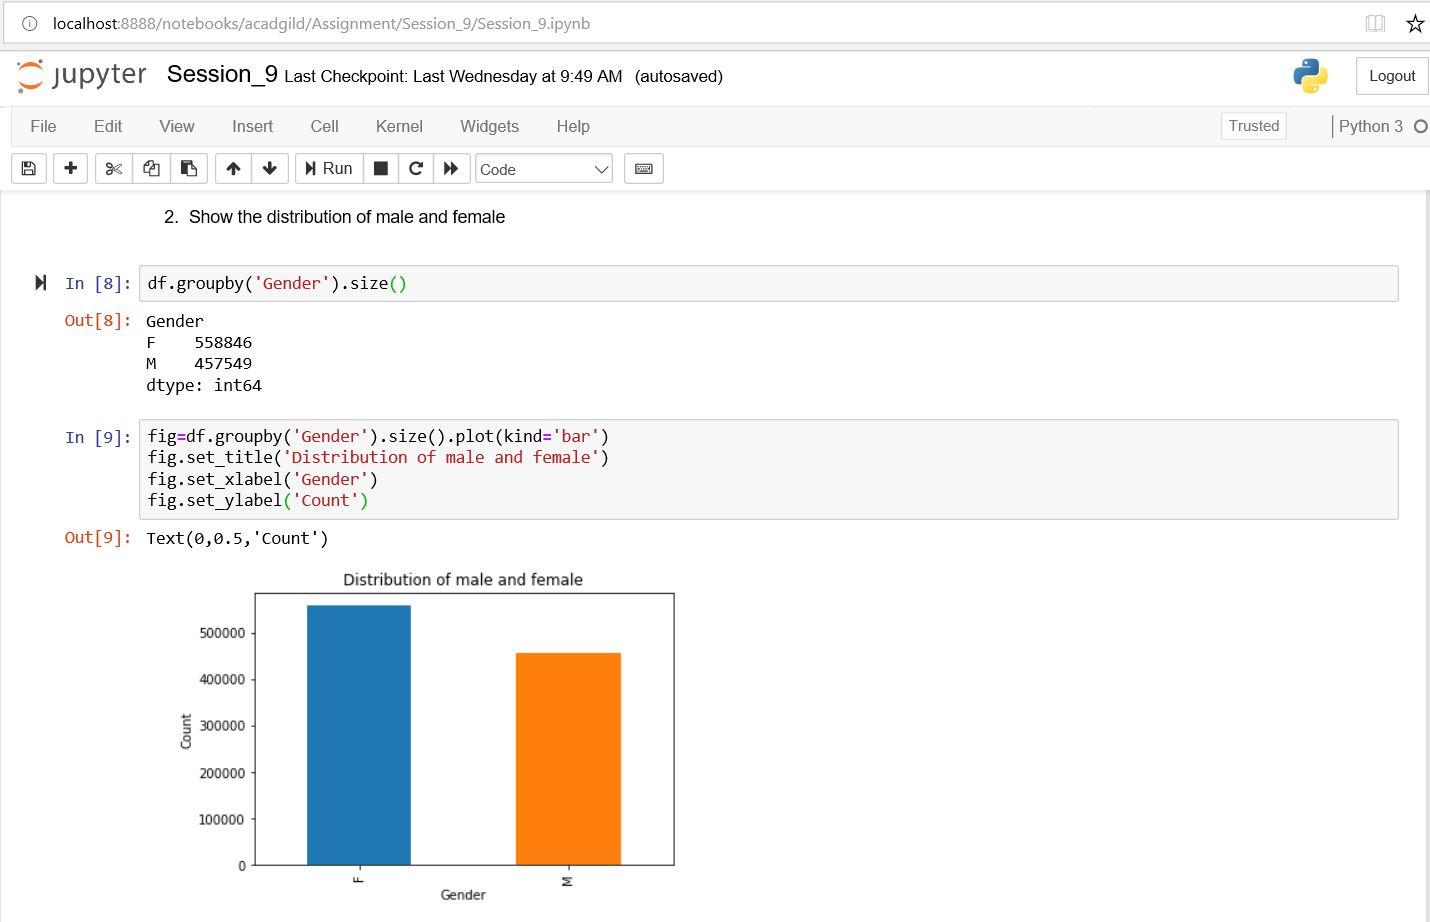 localhost:8888/notebooks/acadgild/Assignment/Session_9/Session_9.ipynb
jupyter Session_9 Last Checkpoint: Last Wednesday at 9:49 AM (autosaved)
Logout
File Edit View Insert Cell Kernel Widgets Help
Trusted
Python 3
Run
Code
2. Show the distribution of male and female
In [8]: df.groupby('Gender').size()
Out[8]: Gender
F 558846
M 457549
dtype: int64
In [9]: fig=df.groupby('Gender').size().plot(kind='bar')
fig.set_title('Distribution of male and female')
fig.set_xlabel('Gender')
fig.set_ylabel('Count')
Out[9]: Text(0,0.5,'Count')
Distribution of male and female
500000
400000
300000
200000
100000
0
Count
F
M
Gender